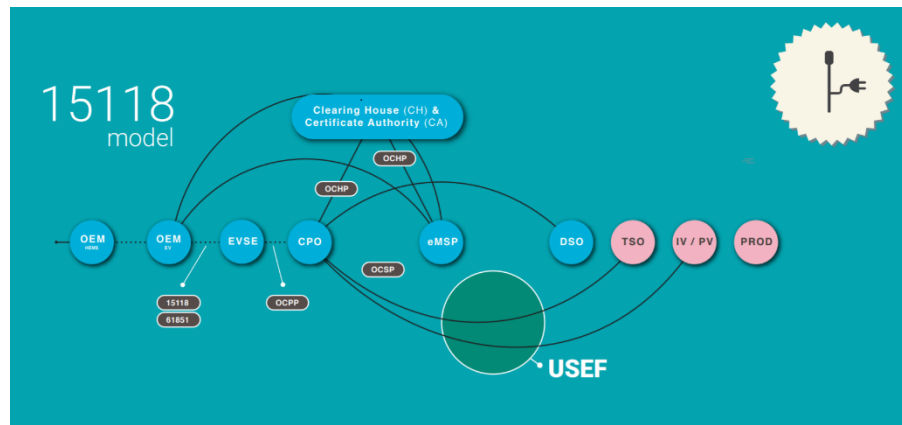 15118
model
Clearing House (CH) &
Certificate Authority (CA)
OCHP
OCHP
OEM
HEMS
OEM
EV
EVSE
CPO
eMSP
DSO
TSO
IV / PV
PROD
OCSP
15118
61851
OCPP
USEF